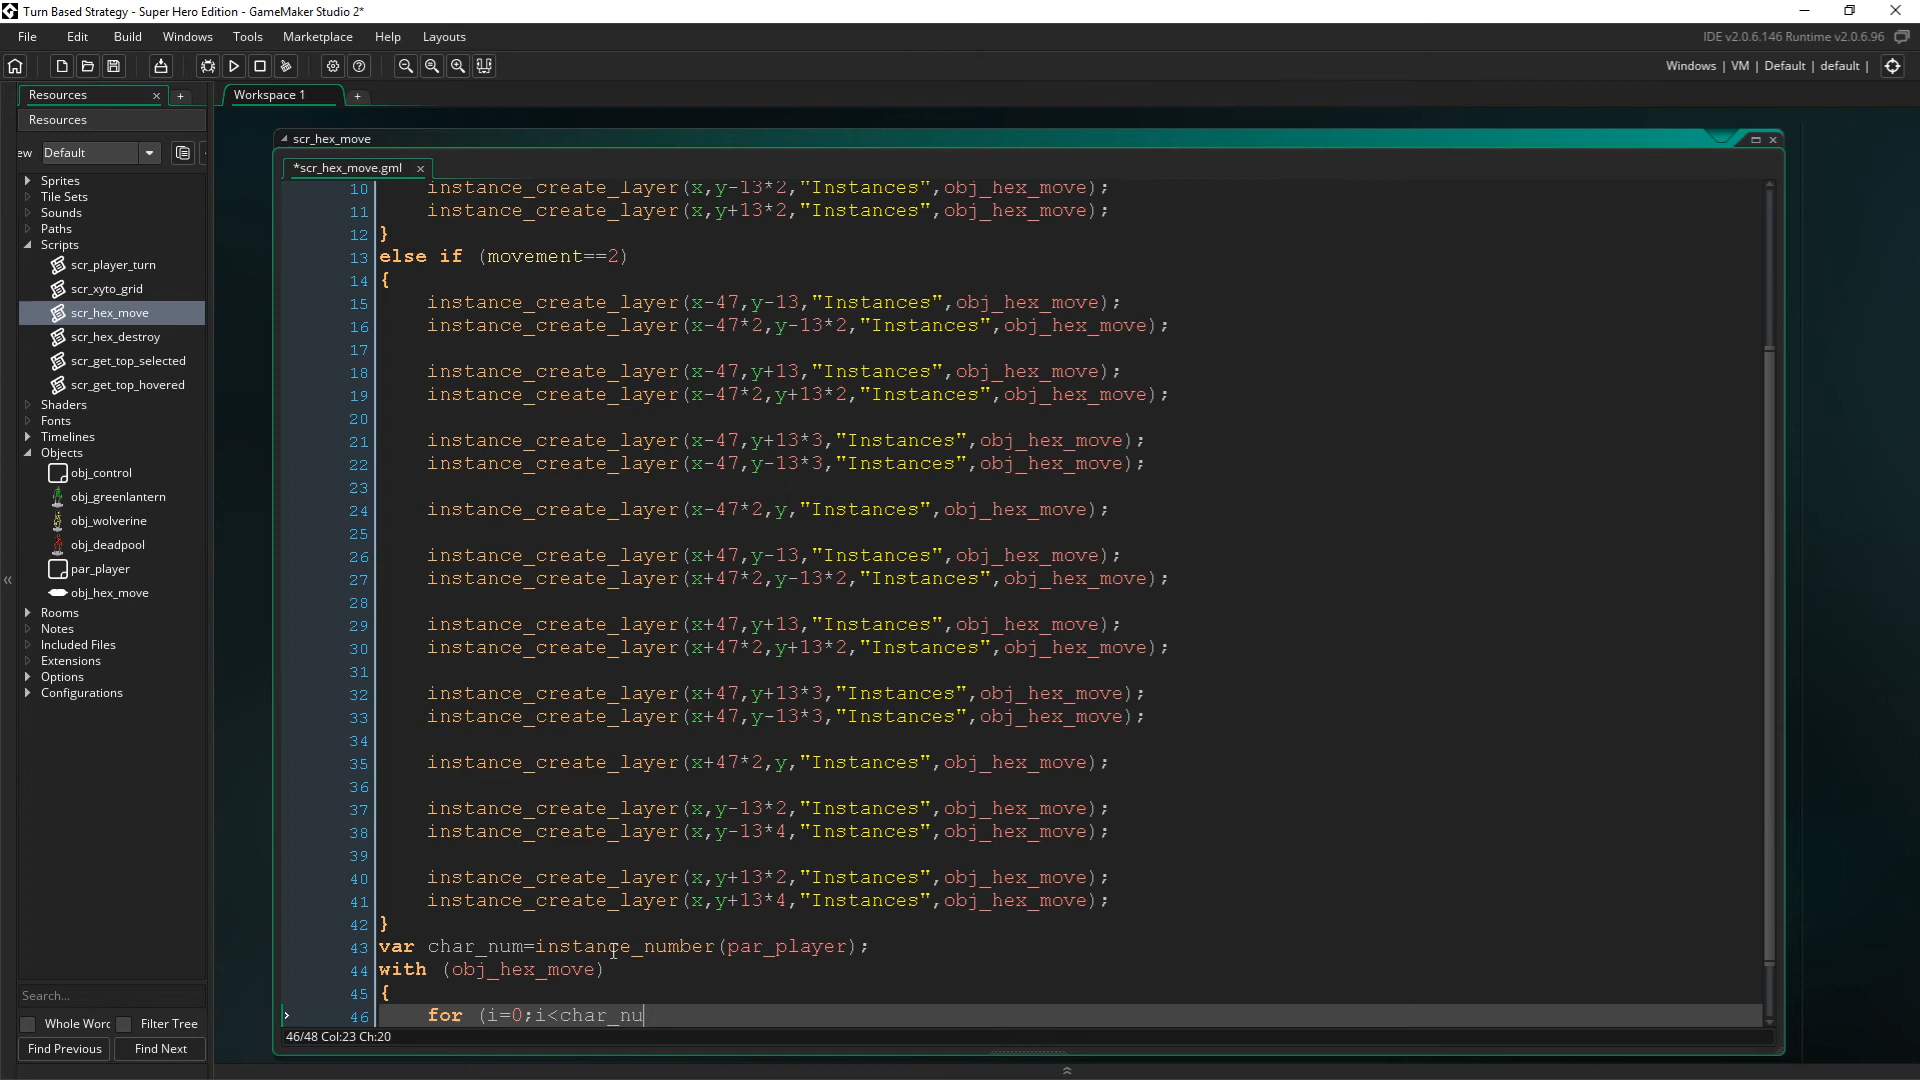 Turn Based Strategy - Super Hero Edition - GameMaker Studio 2*
File Edit Build Windows Tools Marketplace Help Layouts
IDE v2.0.6.146 Runtime v2.0.6.96
Windows | VM | Default | default |
Resources
Workspace 1
Resources
ew Default
Sprites
Tile Sets
Sounds
Paths
Scripts
scr_player_turn
scr_xyto_grid
scr_hex_move
scr_hex_destroy
scr_get_top_selected
scr_get_top_hovered
Shaders
Fonts
Timelines
Objects
obj_control
obj_greenlantern
obj_wolverine
obj_deadpool
par_player
obj_hex_move
Rooms
Notes
Included Files
Extensions
Options
Configurations
Search...
Whole Word Filter Tree
Find Previous Find Next
scr_hex_move
*scr_hex_move.gml
10 instance_create_layer(x,y-13*2,"Instances",obj_hex_move);
11 instance_create_layer(x,y+13*2,"Instances",obj_hex_move);
12 }
13 else if (movement==2)
14 {
15 instance_create_layer(x-47,y-13,"Instances",obj_hex_move);
16 instance_create_layer(x-47*2,y-13*2,"Instances",obj_hex_move);
17
18 instance_create_layer(x-47,y+13,"Instances",obj_hex_move);
19 instance_create_layer(x-47*2,y+13*2,"Instances",obj_hex_move);
20
21 instance_create_layer(x-47,y+13*3,"Instances",obj_hex_move);
22 instance_create_layer(x-47,y-13*3,"Instances",obj_hex_move);
23
24 instance_create_layer(x-47*2,y,"Instances",obj_hex_move);
25
26 instance_create_layer(x+47,y-13,"Instances",obj_hex_move);
27 instance_create_layer(x+47*2,y-13*2,"Instances",obj_hex_move);
28
29 instance_create_layer(x+47,y+13,"Instances",obj_hex_move);
30 instance_create_layer(x+47*2,y+13*2,"Instances",obj_hex_move);
31
32 instance_create_layer(x+47,y+13*3,"Instances",obj_hex_move);
33 instance_create_layer(x+47,y-13*3,"Instances",obj_hex_move);
34
35 instance_create_layer(x+47*2,y,"Instances",obj_hex_move);
36
37 instance_create_layer(x,y-13*2,"Instances",obj_hex_move);
38 instance_create_layer(x,y-13*4,"Instances",obj_hex_move);
39
40 instance_create_layer(x,y+13*2,"Instances",obj_hex_move);
41 instance_create_layer(x,y+13*4,"Instances",obj_hex_move);
42 }
43 var char_num=instance_number(par_player);
44 with (obj_hex_move)
45 {
46 for (i=0;i<char_nu
46/48 Col:23 Ch:20